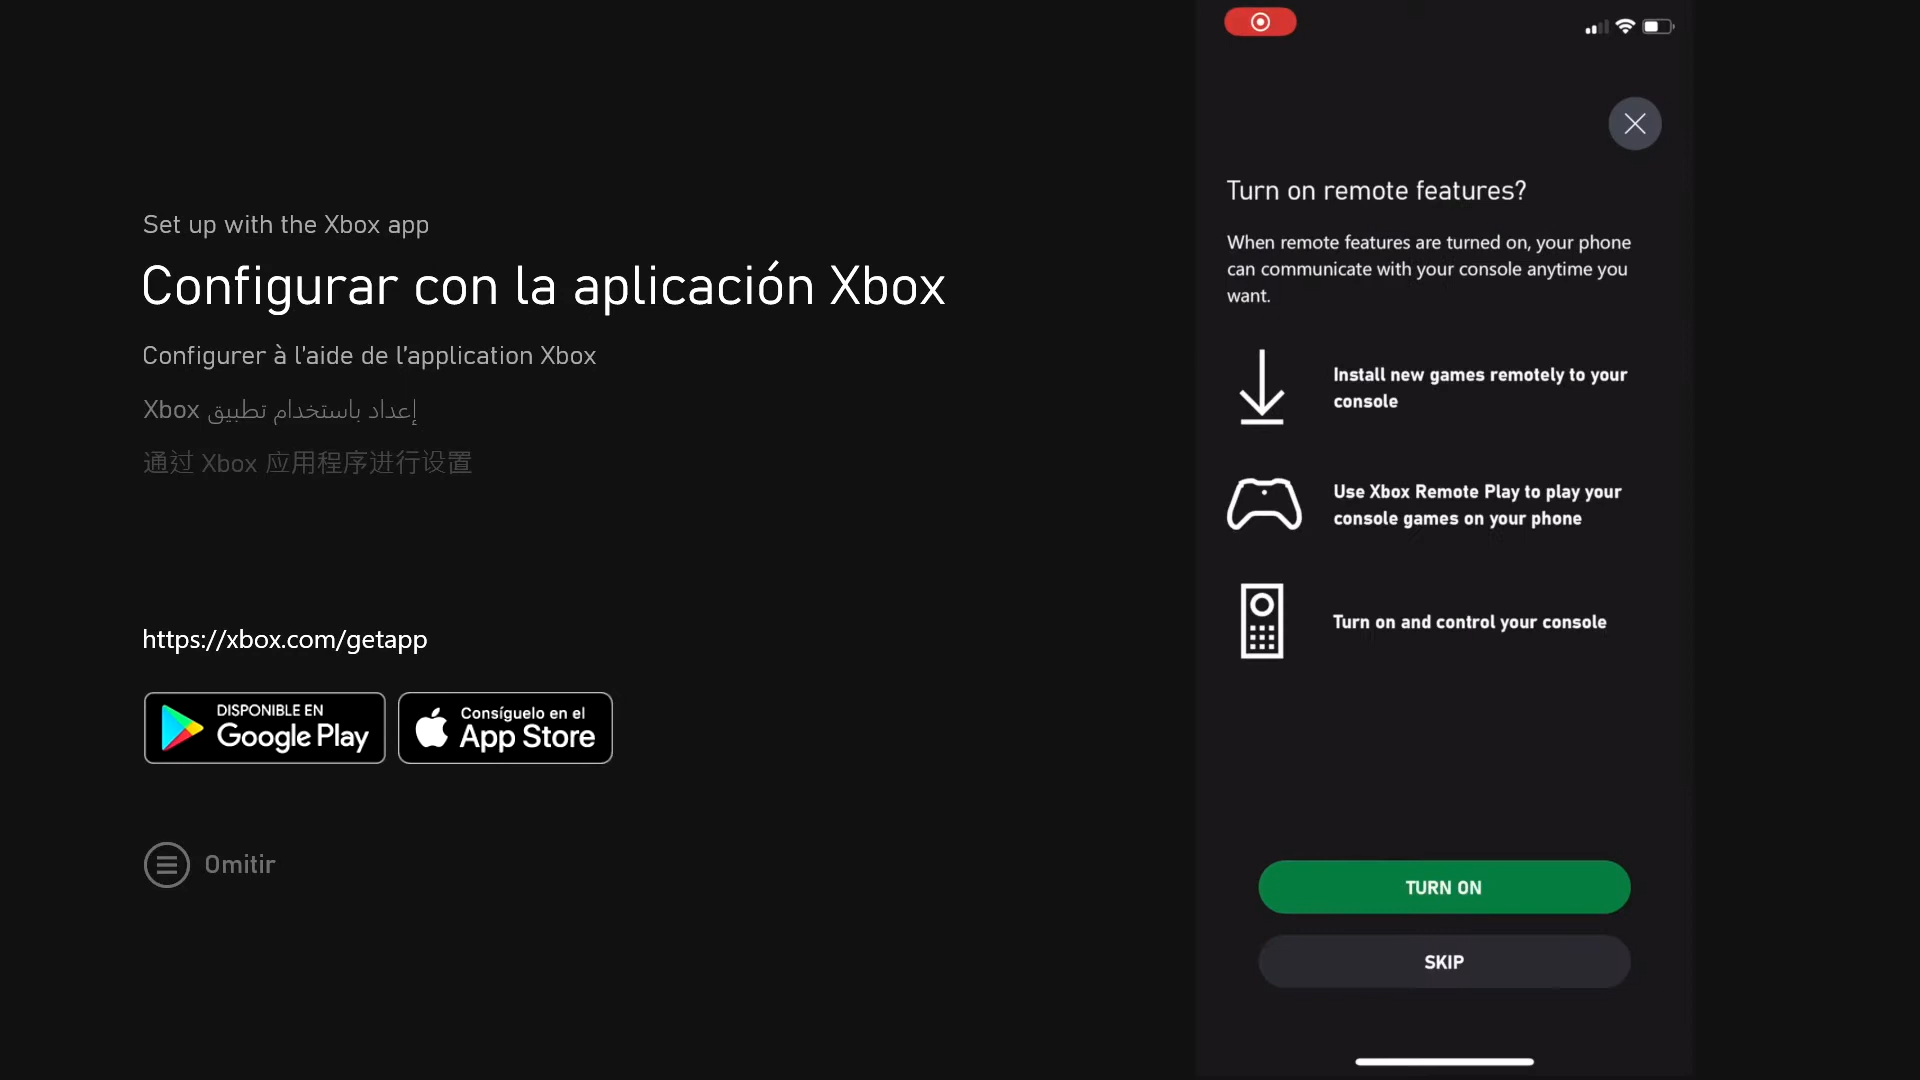 Set up with the Xbox app
Configurar con la aplicación Xbox
Configurer à l'aide de l'application Xbox
إعداد باستخدام تطبيق Xbox
通过 Xbox 应用程序进行设置
https://xbox.com/getapp
DISPONIBLE EN
Google Play
Consíguelo en el
App Store
Omitir
Turn on remote features?
When remote features are turned on, your phone
can communicate with your console anytime you
want.
Install new games remotely to your
console
Use Xbox Remote Play to play your
console games on your phone
Turn on and control your console
TURN ON
SKIP